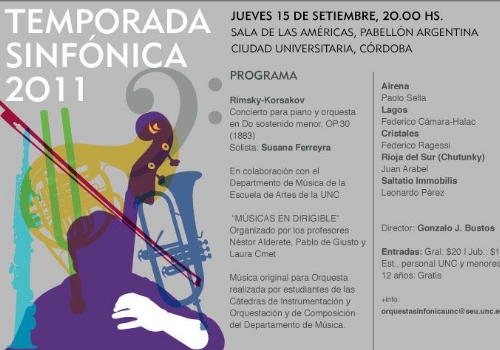 TEMPORADA
SINFÓNICA
2011
JUEVES 15 DE SETIEMBRE, 20.00 HS.
SALA DE LAS AMÉRICAS, PABELLÓN ARGENTINA
CIUDAD UNIVERSITARIA, CÓRDOBA
PROGRAMA
Rimsky-Korsakov
Concierto para piano y orquesta
en Do sostenido menor, OP.30
(1883)
Solista: Susana Ferreyra
En colaboración con el
Departmento de Música de la
Escuela de Artes de la UNC
"MÚSICAS EN DIRIGIBLE"
Organizado por los profesores
Néstor Alderete, Pablo de Giusto y
Laura Cmet
Música original para Orquesta
realizada por estudiantes de las
Cátedras de Instrumentación y
Orquestación y de Composición
del Departamento de Música.
Airena
Paolo Sella
Lagos
Federico Cámara-Halac
Cristales
Federico Ragessi
Rioja del Sur (Chutunky)
Juan Arabel
Saltatio Immobilis
Leonardo Pérez
Director: Gonzalo J. Bustos
Entradas: Gral: $20 I Jub.: $1
Est., personal UNC y menores
12 años: Gratis
+info:
orquestasinfonicaunc@seu.unc.e